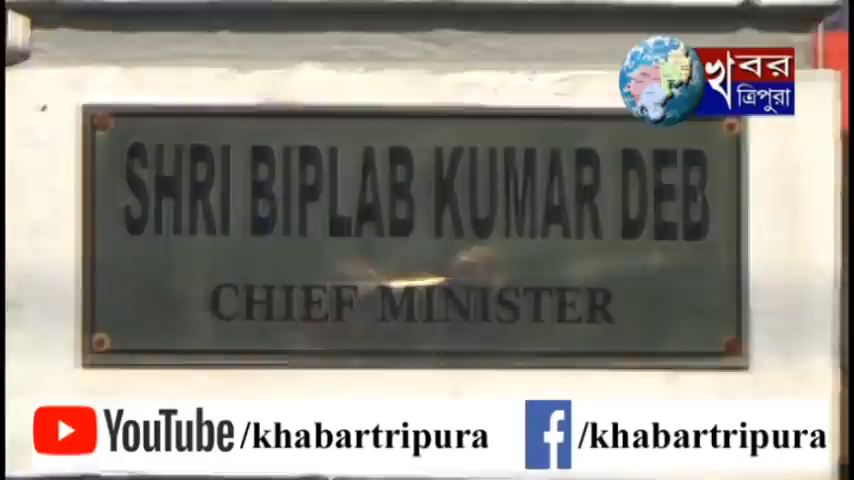 খবর
ত্রিপুরা
SHRI BIPLAB KUMAR DEB
CHIEF MINISTER
YouTube /khabartripura
f /khabartripura